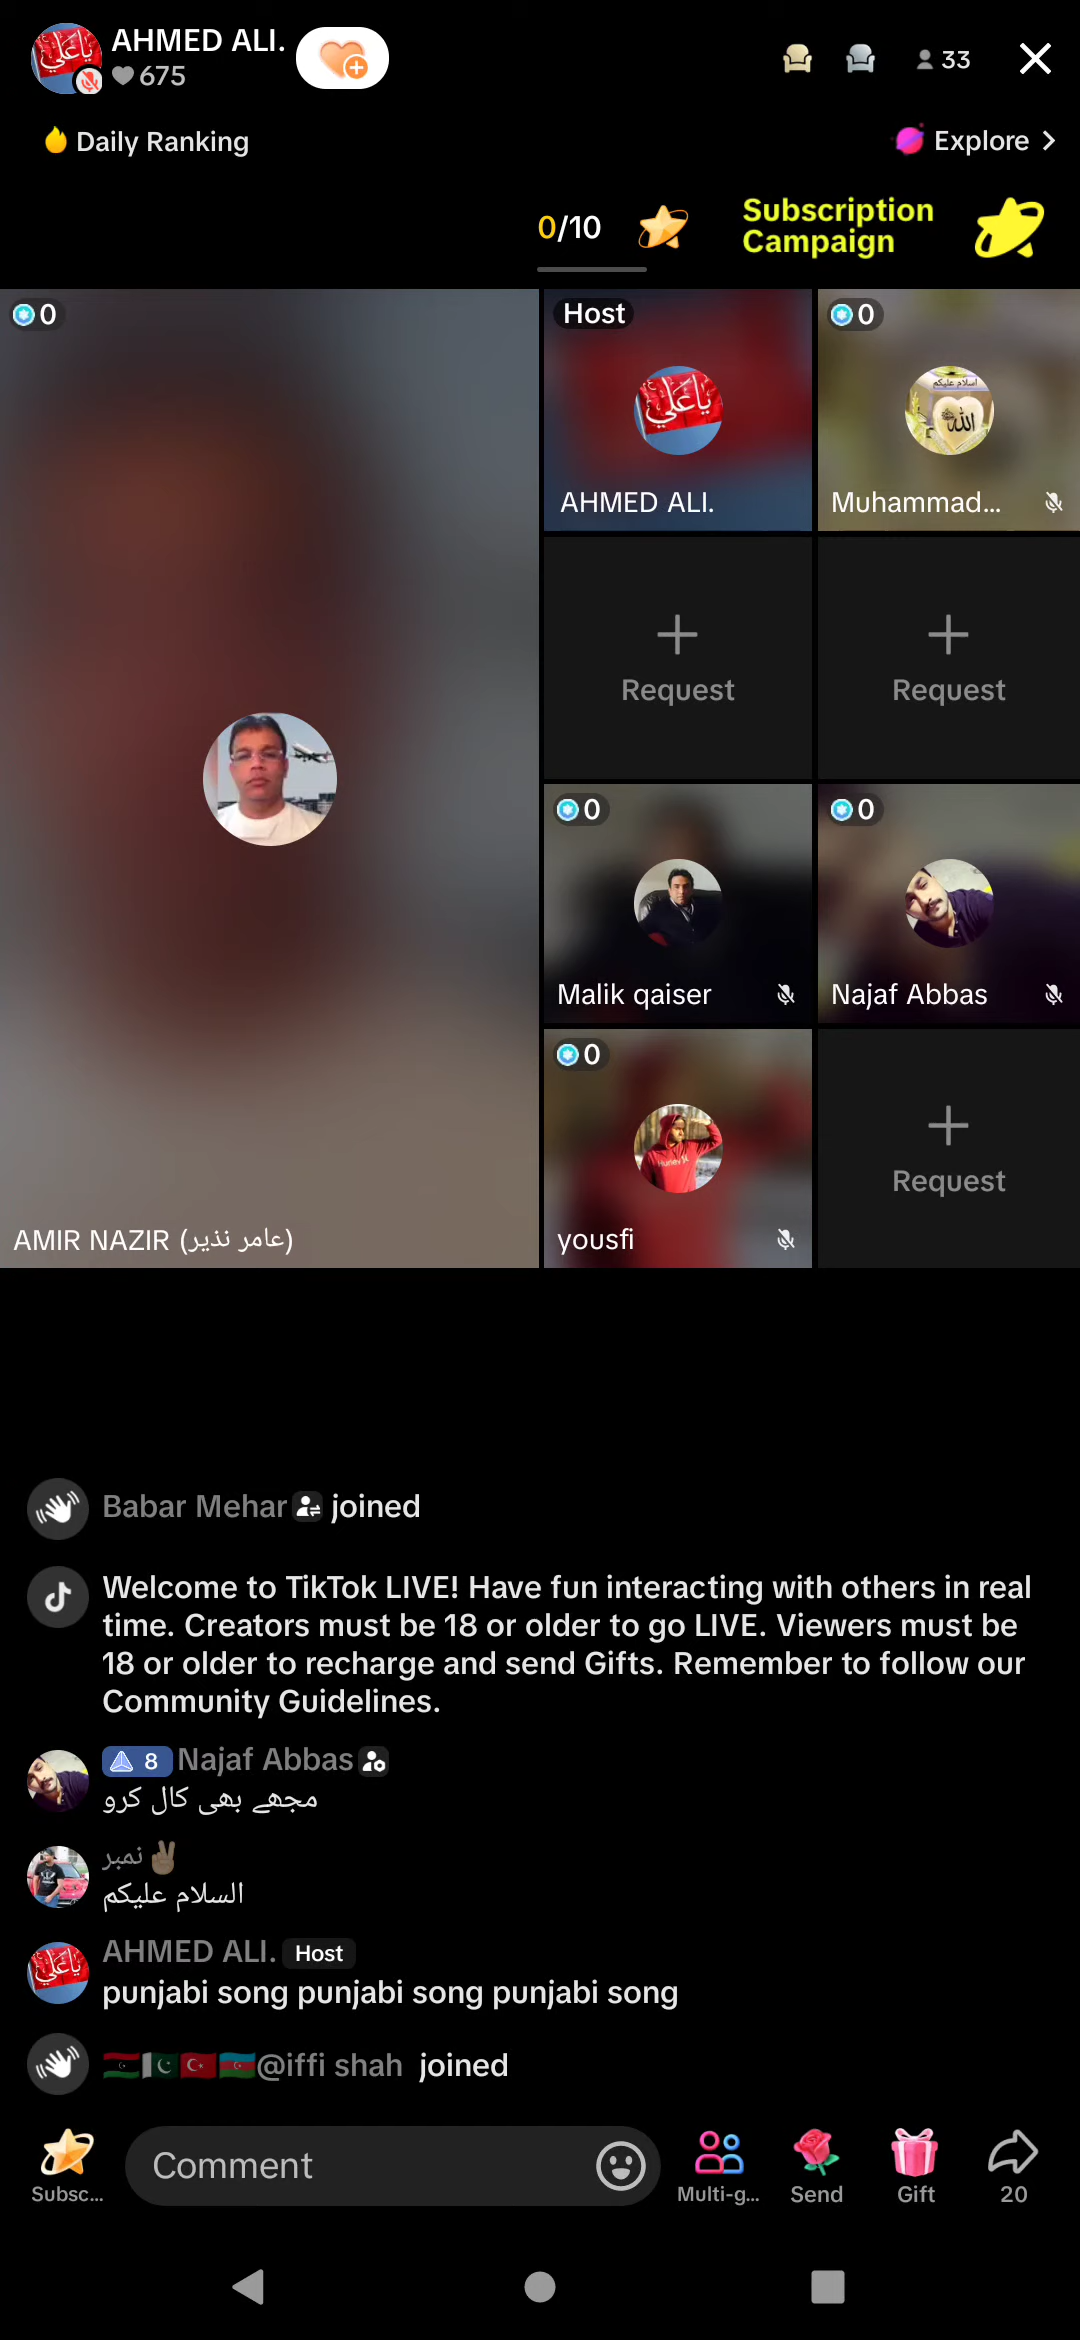 AHMED ALI.
675
33
Daily Ranking
Explore
0/10
Subscription
Campaign
0
Host
ياعلي
AHMED ALI.
0
اسلام علیکم
الله
Muhammad...
Request
Request
0
Malik qaiser
0
Najaf Abbas
AMIR NAZIR (عامر نذیر)
0
Hurley
yousfi
Request
Babar Mehar joined
Welcome to TikTok LIVE! Have fun interacting with others in real
time. Creators must be 18 or older to go LIVE. Viewers must be
18 or older to recharge and send Gifts. Remember to follow our
Community Guidelines.
8 Najaf Abbas
مجھے بھی کال کرو
نمبر✌🏽
السلام علیکم
AHMED ALI. Host
punjabi song punjabi song punjabi song
🇱🇾🇵🇰🇹🇷🇦🇿@iffi shah joined
Subsc...
Comment
Multi-g...
Send
Gift
20